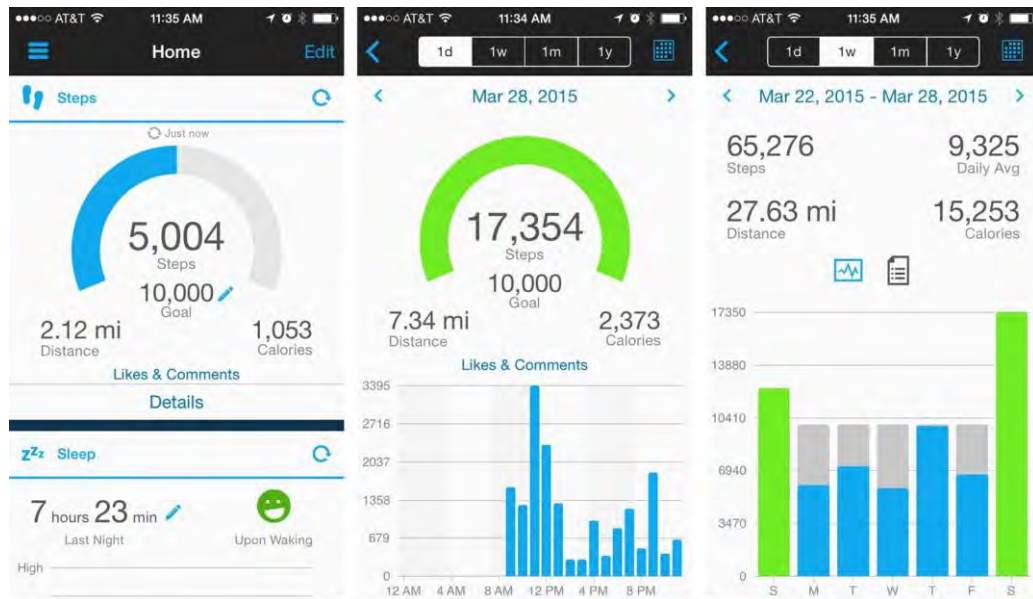 AT&T 11:35 AM
Home Edit
Steps
Just now
5,004
Steps
10,000
Goal
2.12 mi 1,053
Distance Calories
Likes & Comments
Details
zzz Sleep
7 hours 23 min
Last Night Upon Waking
High
AT&T 11:34 AM
1d 1w 1m 1y
< Mar 28, 2015 >
17,354
Steps
10,000
Goal
7.34 mi 2,373
Distance Calories
Likes & Comments
3395
2716
2037
1358
679
0
12 AM 4 AM 8 AM 12 PM 4 PM 8 PM
AT&T 11:35 AM
1d 1w 1m 1y
< Mar 22, 2015 - Mar 28, 2015 >
65,276 9,325
Steps Daily Avg
27.63 mi 15,253
Distance Calories
17350
13880
10410
6940
3470
0
S M T W T F S